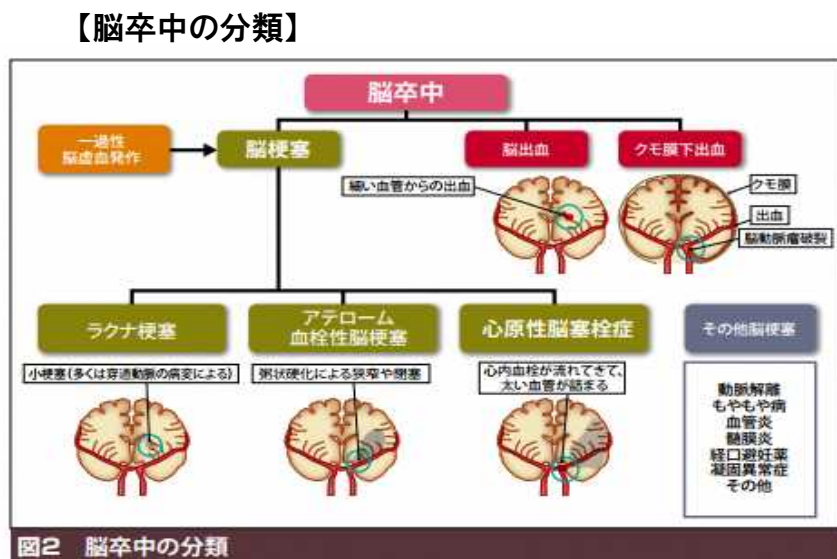 【脳卒中の分類】
脳卒中
一過性
脳虚血発作
脳梗塞
脳出血
クモ膜下出血
細い血管からの出血
クモ膜
出血
脳動脈瘤破裂
ラクナ梗塞
アテローム
血栓性脳梗塞
心原性脳塞栓症
その他脳梗塞
小梗塞(多くは穿通動脈の病変による)
粥状硬化による狭窄や閉塞
心内血栓が流れてきて、
太い血管が詰まる
動脈解離
もやもや病
血管炎
髄膜炎
経口避妊薬
凝固異常症
その他
図2 脳卒中の分類